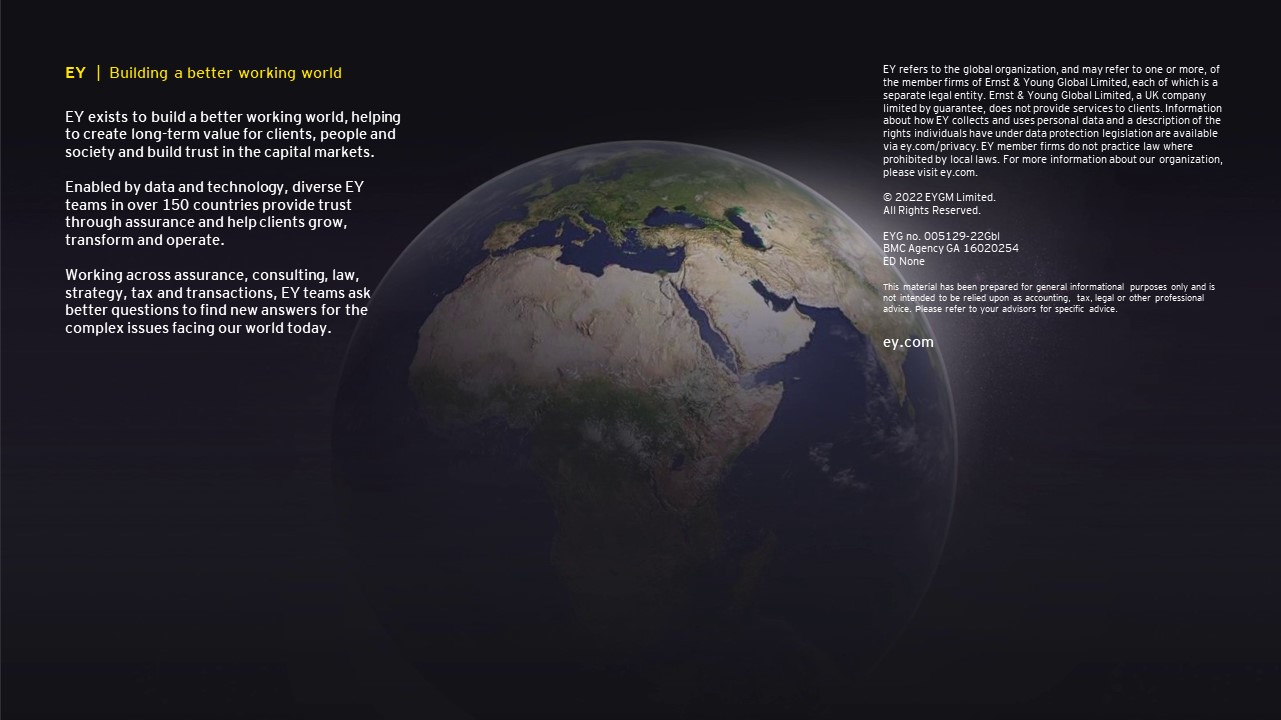 EY | Building a better working world
EY exists to build a better working world, helping
to create long-term value for clients, people and
society and build trust in the capital markets.
Enabled by data and technology, diverse EY
teams in over 150 countries provide trust
through assurance and help clients grow,
transform and operate.
Working across assurance, consulting, law,
strategy, tax and transactions, EY teams ask
better questions to find new answers for the
complex issues facing our world today.
EY refers to the global organization, and may refer to one or more, of
the member firms of Ernst & Young Global Limited, each of which is a
separate legal entity. Ernst & Young Global Limited, a UK company
limited by guarantee, does not provide services to clients. Information
about how EY collects and uses personal data and a description of the
rights individuals have under data protection legislation are available
via ey.com/privacy. EY member firms do not practice law where
prohibited by local laws. For more information about our organization,
please visit ey.com.
© 2022 EYGM Limited.
All Rights Reserved.
EYG no. 005129-22Gbl
BMC Agency GA 16020254
ED None
This material has been prepared for general informational purposes only and is
not intended to be relied upon as accounting, tax, legal or other professional
advice. Please refer to your advisors for specific advice.
ey.com